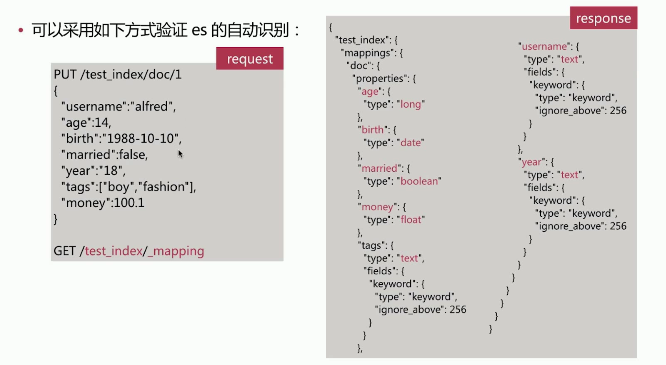 • 可以采用如下方式验证 es 的自动识别：
request
PUT /test_index/doc/1
{
"username":"alfred",
"age":14,
"birth":"1988-10-10",
"married":false,
"year":"18",
"tags":["boy","fashion"],
"money":100.1
}
GET /test_index/_mapping
response
{
"test_index": {
"mappings": {
"doc": {
"properties": {
"age": {
"type": "long"
},
"birth": {
"type": "date"
},
"married": {
"type": "boolean"
},
"money": {
"type": "float"
},
"tags": {
"type": "text",
"fields": {
"keyword": {
"type": "keyword",
"ignore_above": 256
}
}
},
"username": {
"type": "text",
"fields": {
"keyword": {
"type": "keyword",
"ignore_above": 256
}
}
},
"year": {
"type": "text",
"fields": {
"keyword": {
"type": "keyword",
"ignore_above": 256
}
}
}
}
}
}
}
}